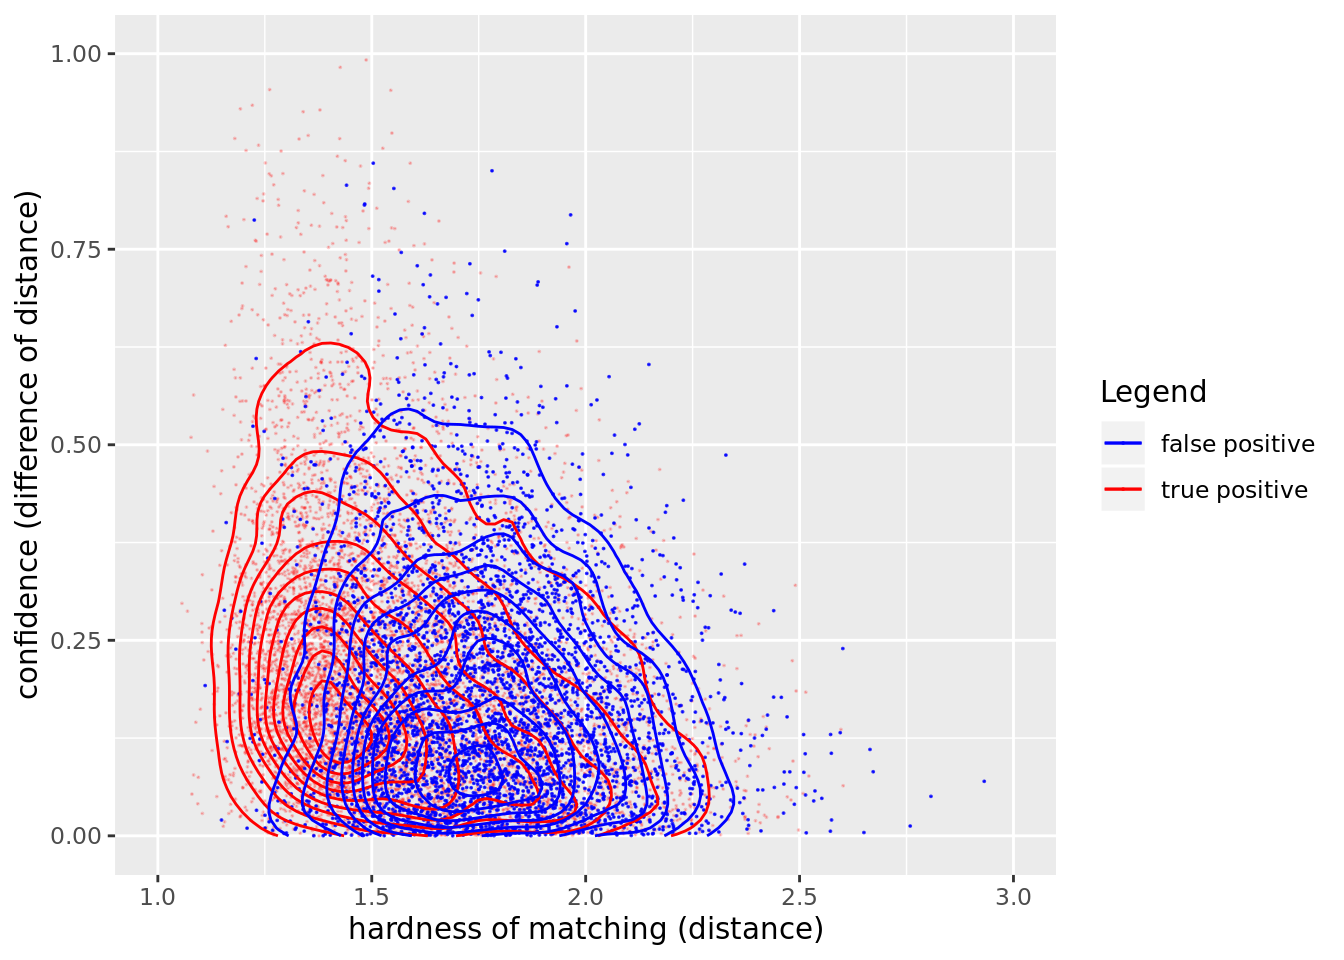 1.00
0.75
0.50
0.25
0.00
confidence (difference of distance)
1.0 1.5 2.0 2.5 3.0
hardness of matching (distance)
Legend
false positive
true positive